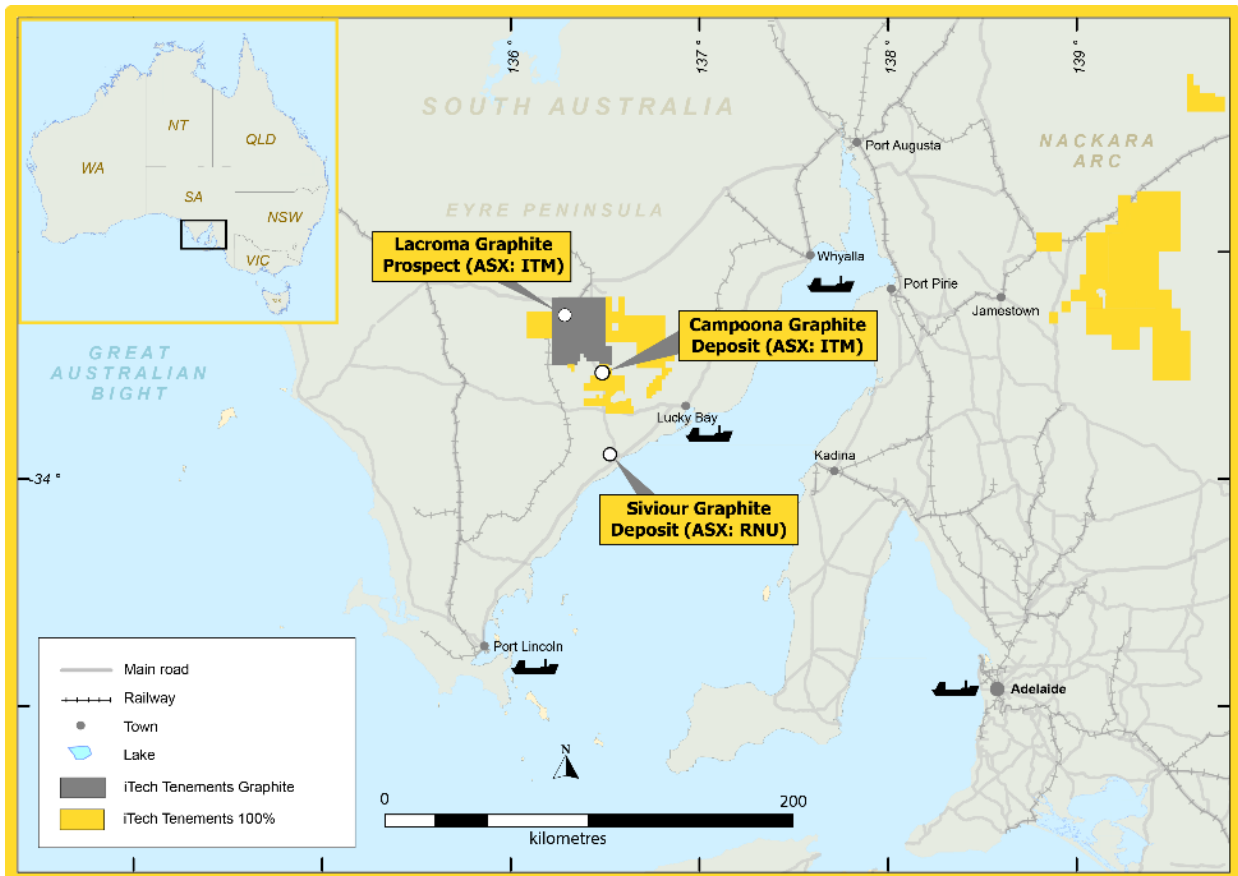 136 °
137 °
138 °
139 °
NT
QLD
WA
SA
NSW
VIC
SOUTH AUSTRALIA
Port Augusta
NACKARA
ARC
EYRE PENINSULA
Lacroma Graphite
Prospect (ASX: ITM)
Whyalla
Port Pirie
Jamestown
Campoona Graphite
Deposit (ASX: ITM)
GREAT
AUSTRALIAN
BIGHT
Lucky Bay
Kadina
-34 °
Siviour Graphite
Deposit (ASX: RNU)
Port Lincoln
Adelaide
Main road
Railway
Town
Lake
iTech Tenements Graphite
iTech Tenements 100%
N
0
200
kilometres